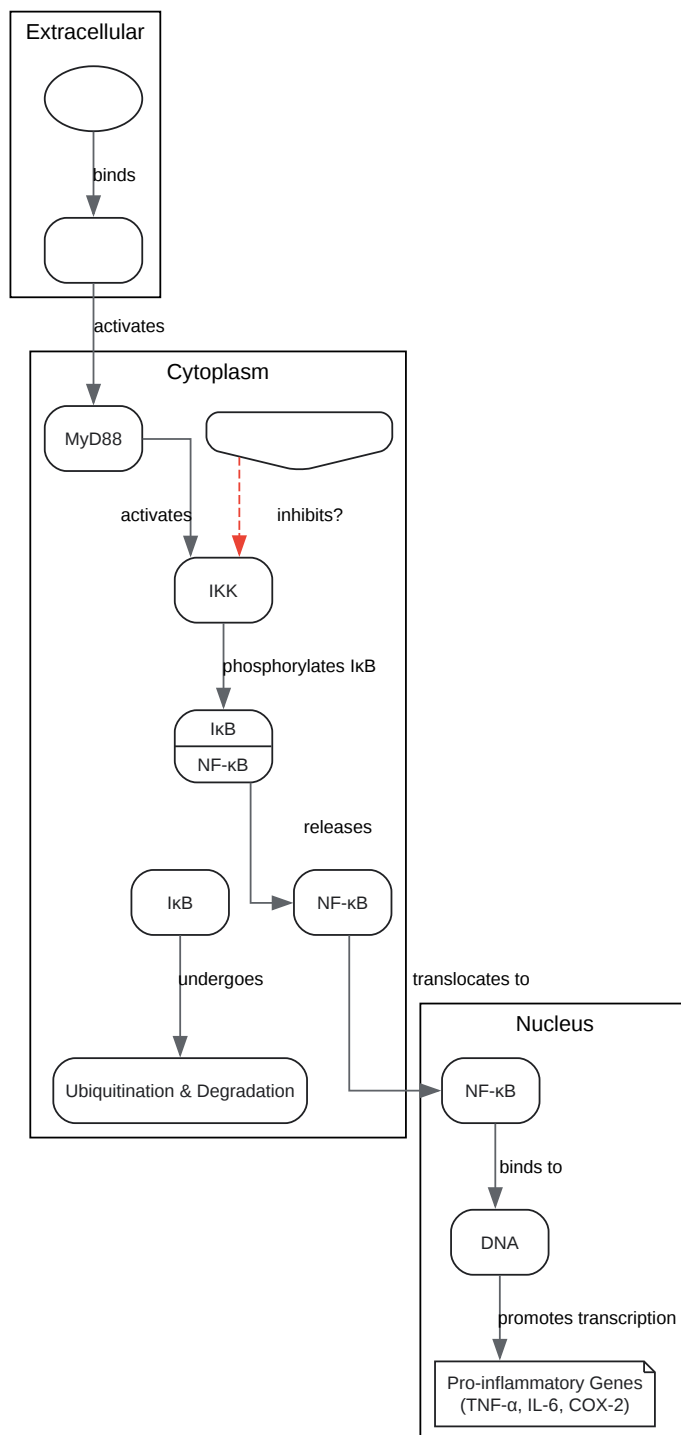 Extracellular
binds
activates
Cytoplasm
MyD88
activates
inhibits?
IKK
phosphorylates IκB
IκB
NF-κB
releases
IκB
NF-κB
undergoes
translocates to
Ubiquitination & Degradation
Nucleus
NF-κB
binds to
DNA
promotes transcription
Pro-inflammatory Genes
(TNF-α, IL-6, COX-2)